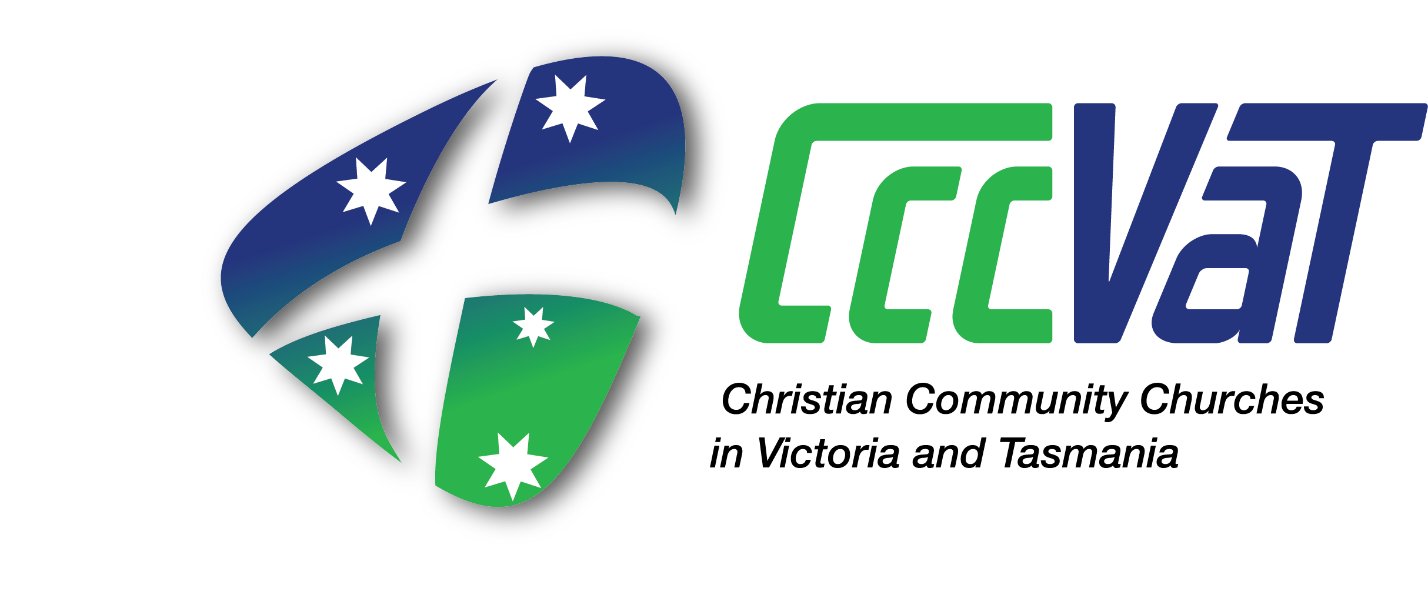 CccVaT
Christian Community Churches
in Victoria and Tasmania